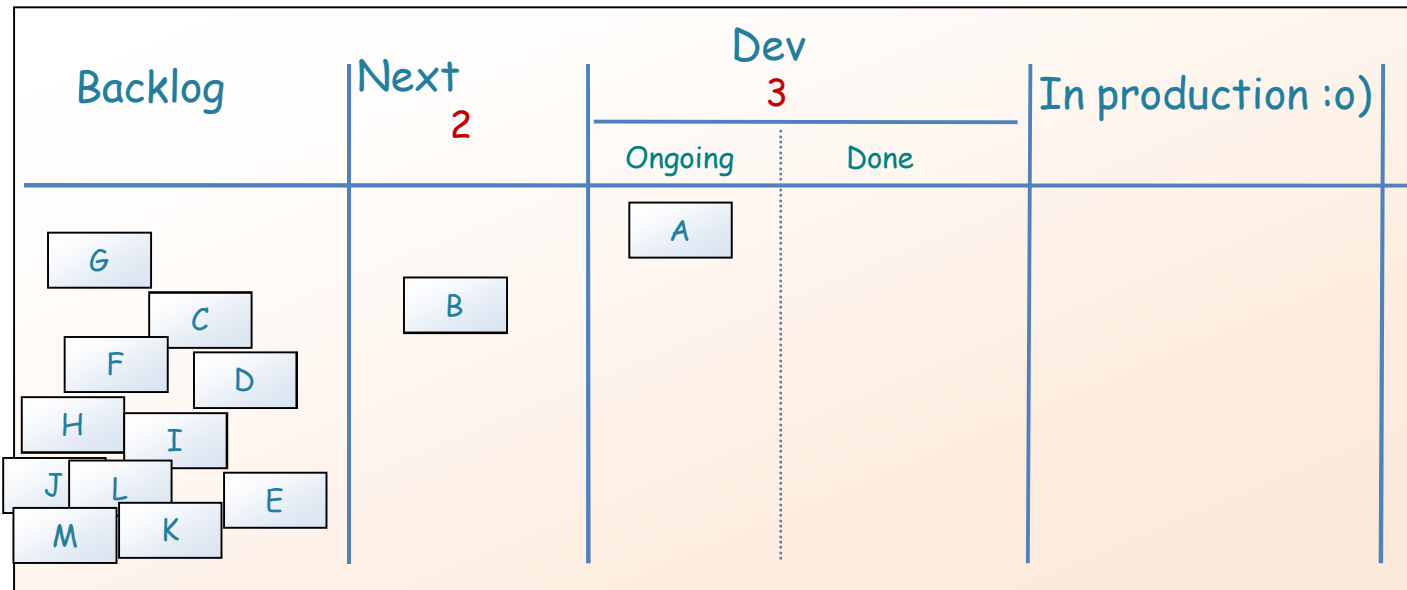 Backlog
Next
2
Dev
3
In production :o)
Ongoing
Done
G
C
F
D
H
I
J
L
E
M
K
B
A